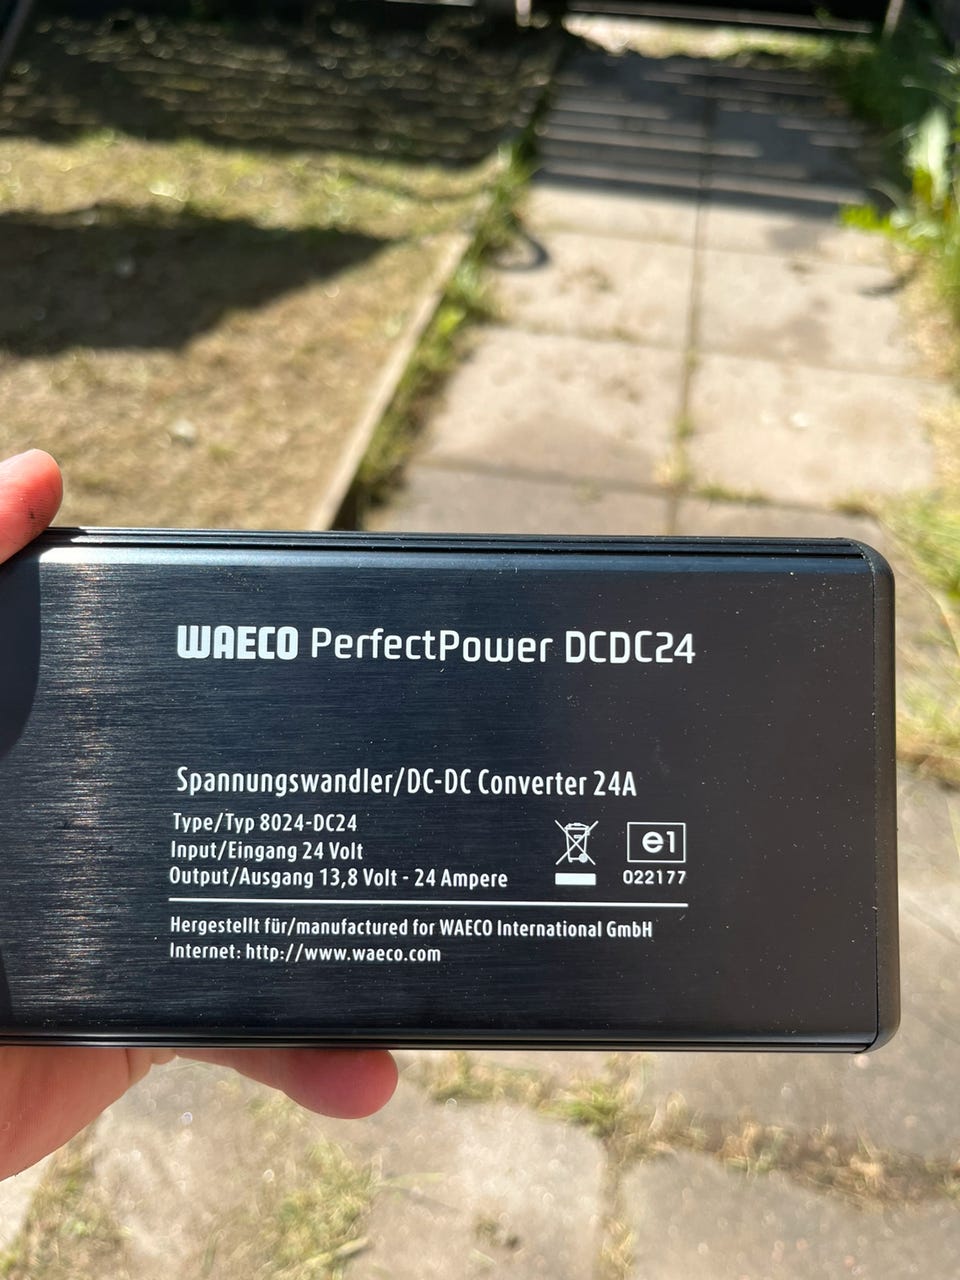 WAECO PerfectPower DCDC24
Spannungswandler/DC-DC Converter 24A
Type/Typ 8024-DC24
Input/Eingang 24 Volt
Output/Ausgang 13,8 Volt - 24 Ampere
e1
022177
Hergestellt für/manufactured for WAECO International GmbH
Internet: http://www.waeco.com